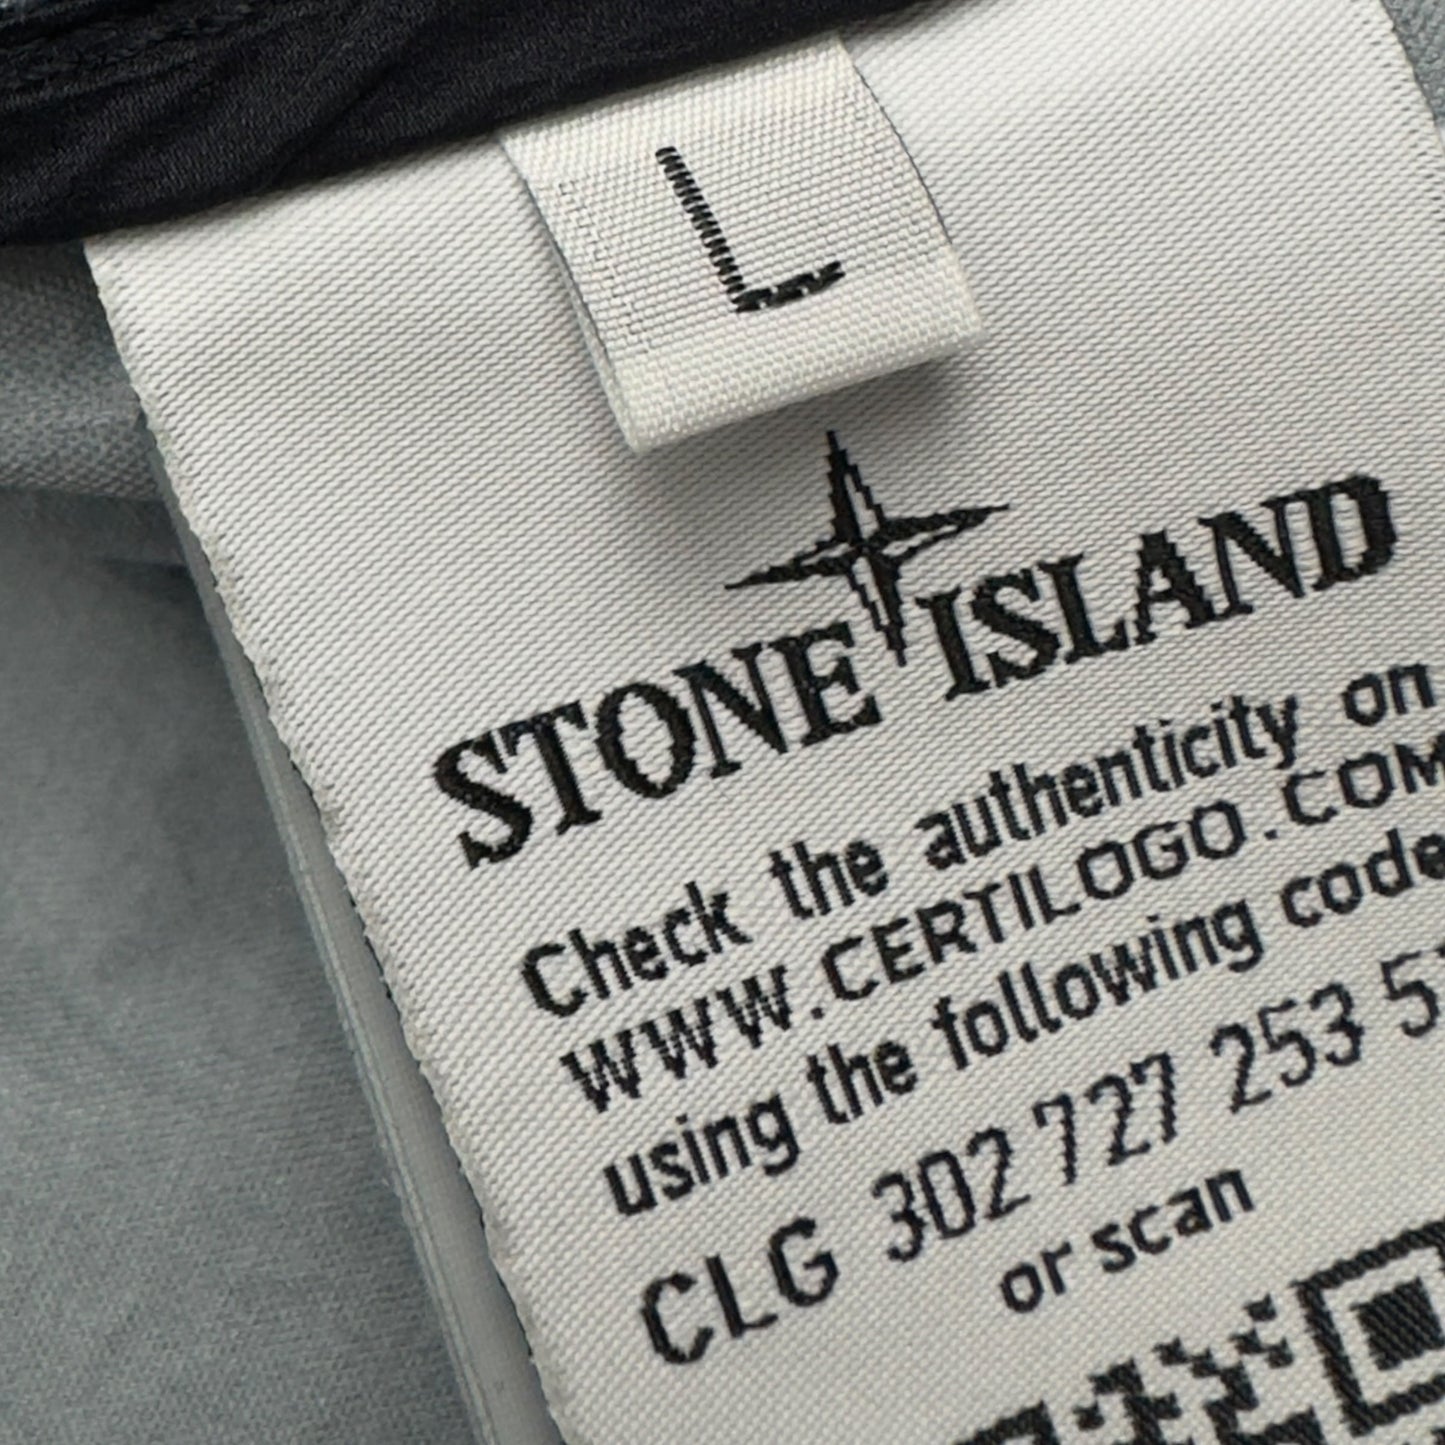 L
STONE ISLAND
Check the authenticity on
WWW.CERTILOGO.COM
using the following code
CLG 302 727 253
or scan